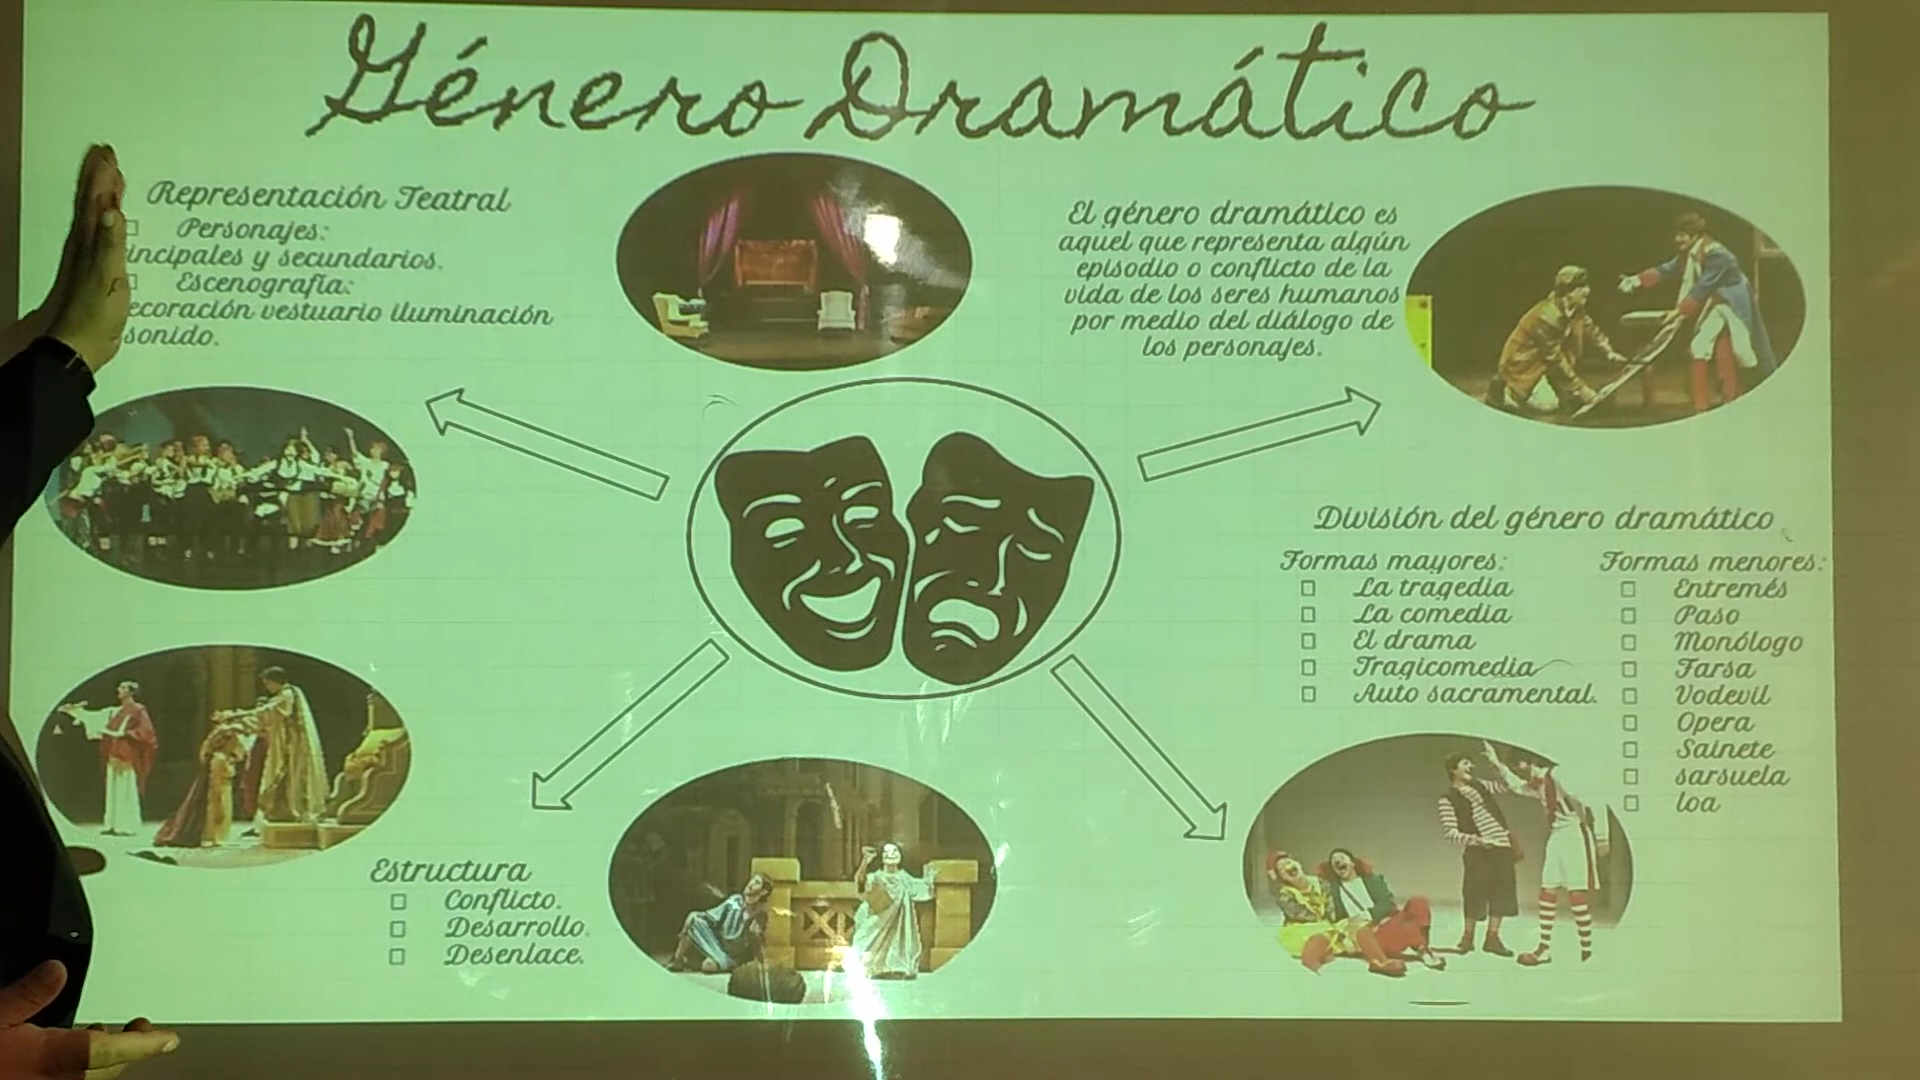 Género Dramático
Representación Teatral
Personajes:
incipales y secundarios.
Escenografía:
ecoración vestuario iluminación
sonido.
El género dramático es
aquel que representa algún
episodio o conflicto de la
vida de los seres humanos
por medio del diálogo de
los personajes.
División del género dramático
Formas mayores:
La tragedia
La comedia
El drama
Tragicomedia
Auto sacramental.
Formas menores:
Entremés
Paso
Monólogo
Farsa
Vodevil
Opera
Sainete
sarsuela
loa
Estructura
Conflicto.
Desarrollo.
Desenlace.